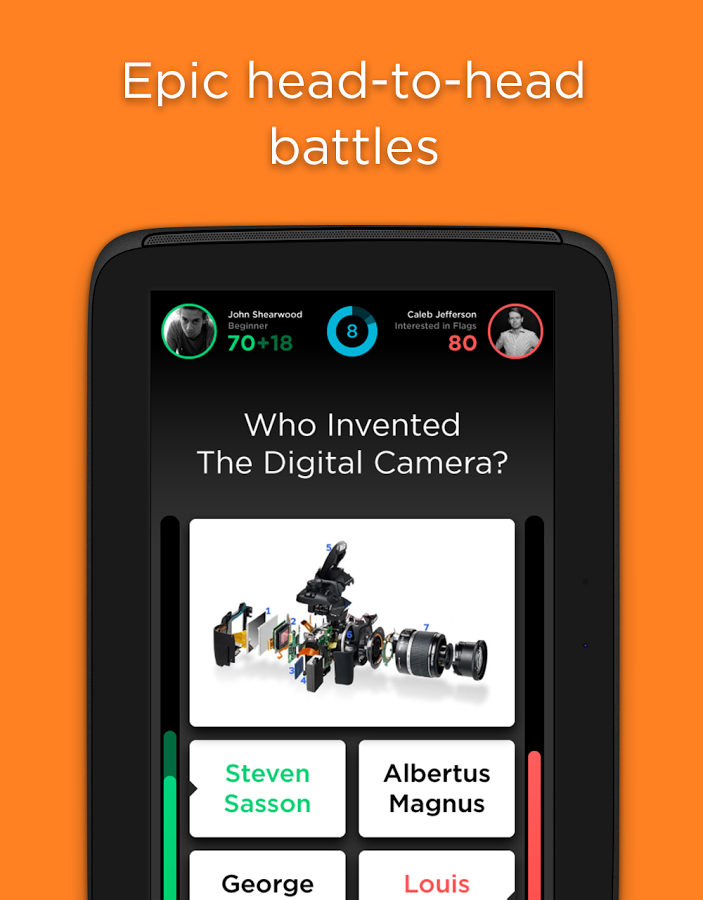 Epic head-to-head
battles
John Shearwood
Beginner
70+18
8
Caleb Jefferson
Interested in Flags
80
Who Invented
The Digital Camera?
5
1
2
6
7
3
4
Steven
Sasson
Albertus
Magnus
George
Louis